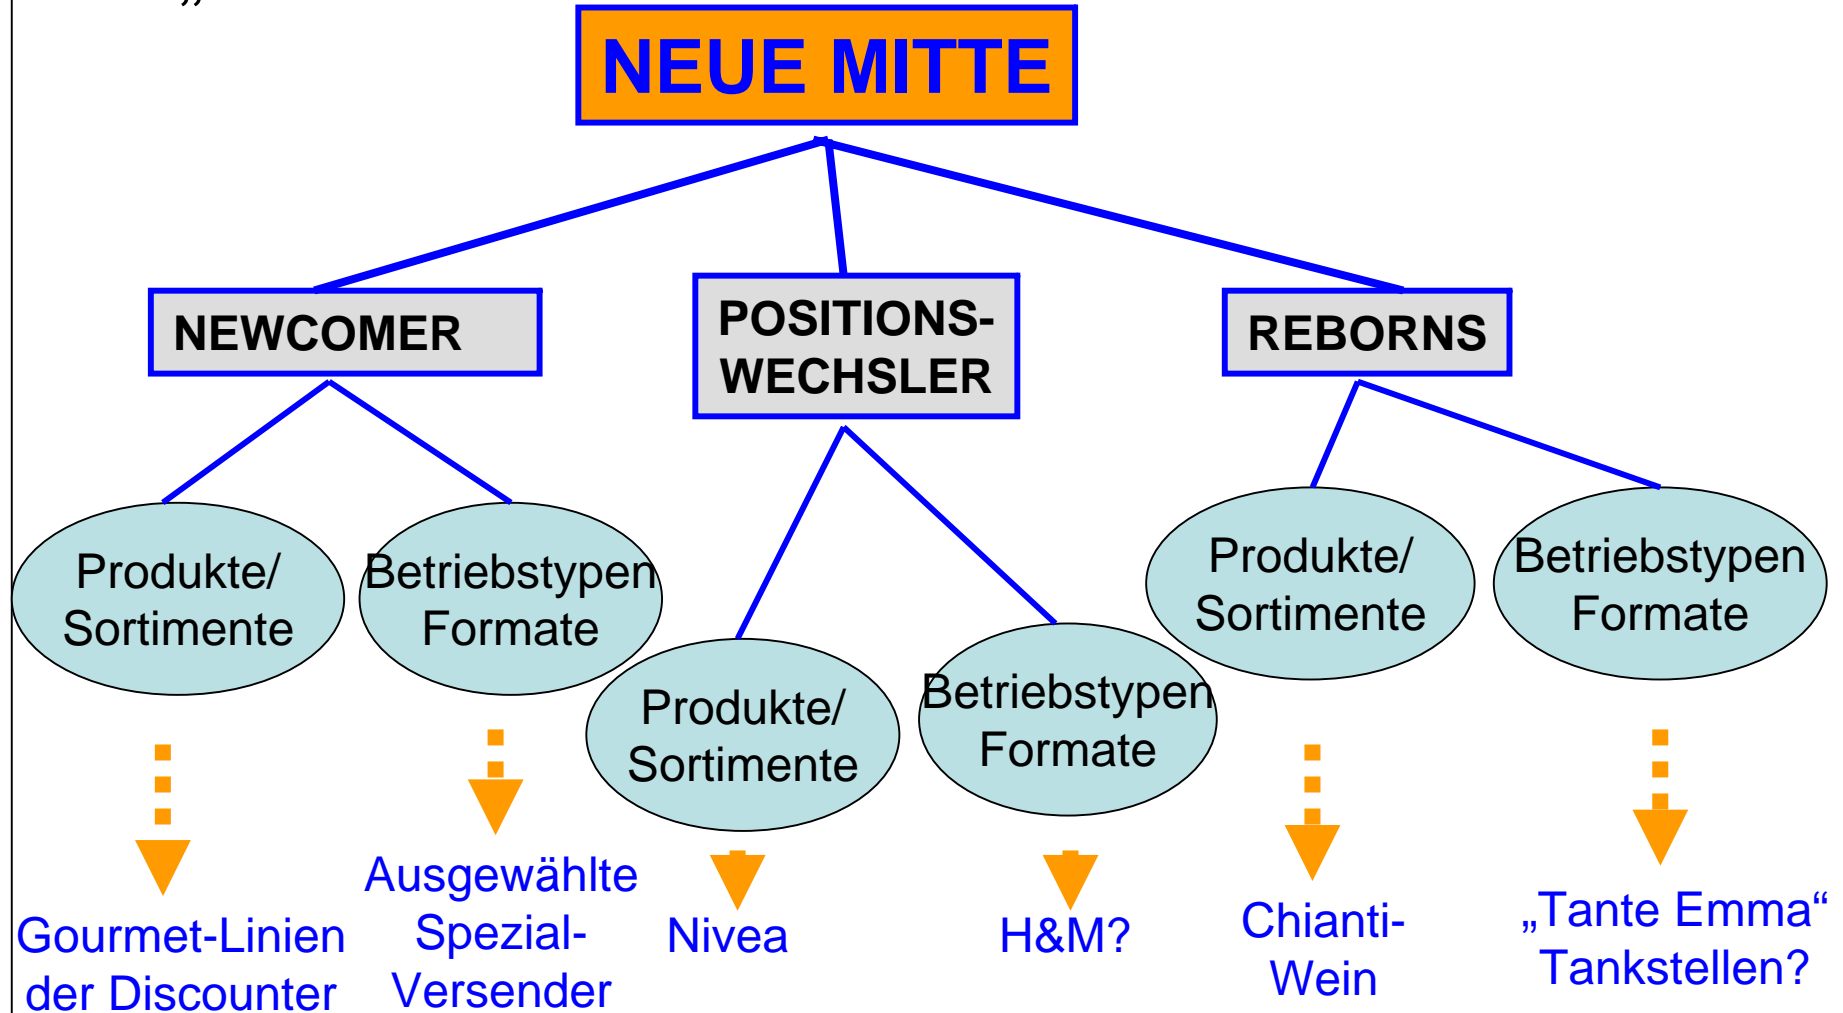 „
NEUE MITTE
NEWCOMER
POSITIONS-
WECHSLER
REBORNS
Produkte/
Sortimente
Betriebstypen
Formate
Produkte/
Sortimente
Betriebstypen
Formate
Produkte/
Sortimente
Betriebstypen
Formate
Gourmet-Linien
der Discounter
Ausgewählte
Spezial-
Versender
Nivea
H&M?
Chianti-
Wein
„Tante Emma“
Tankstellen?